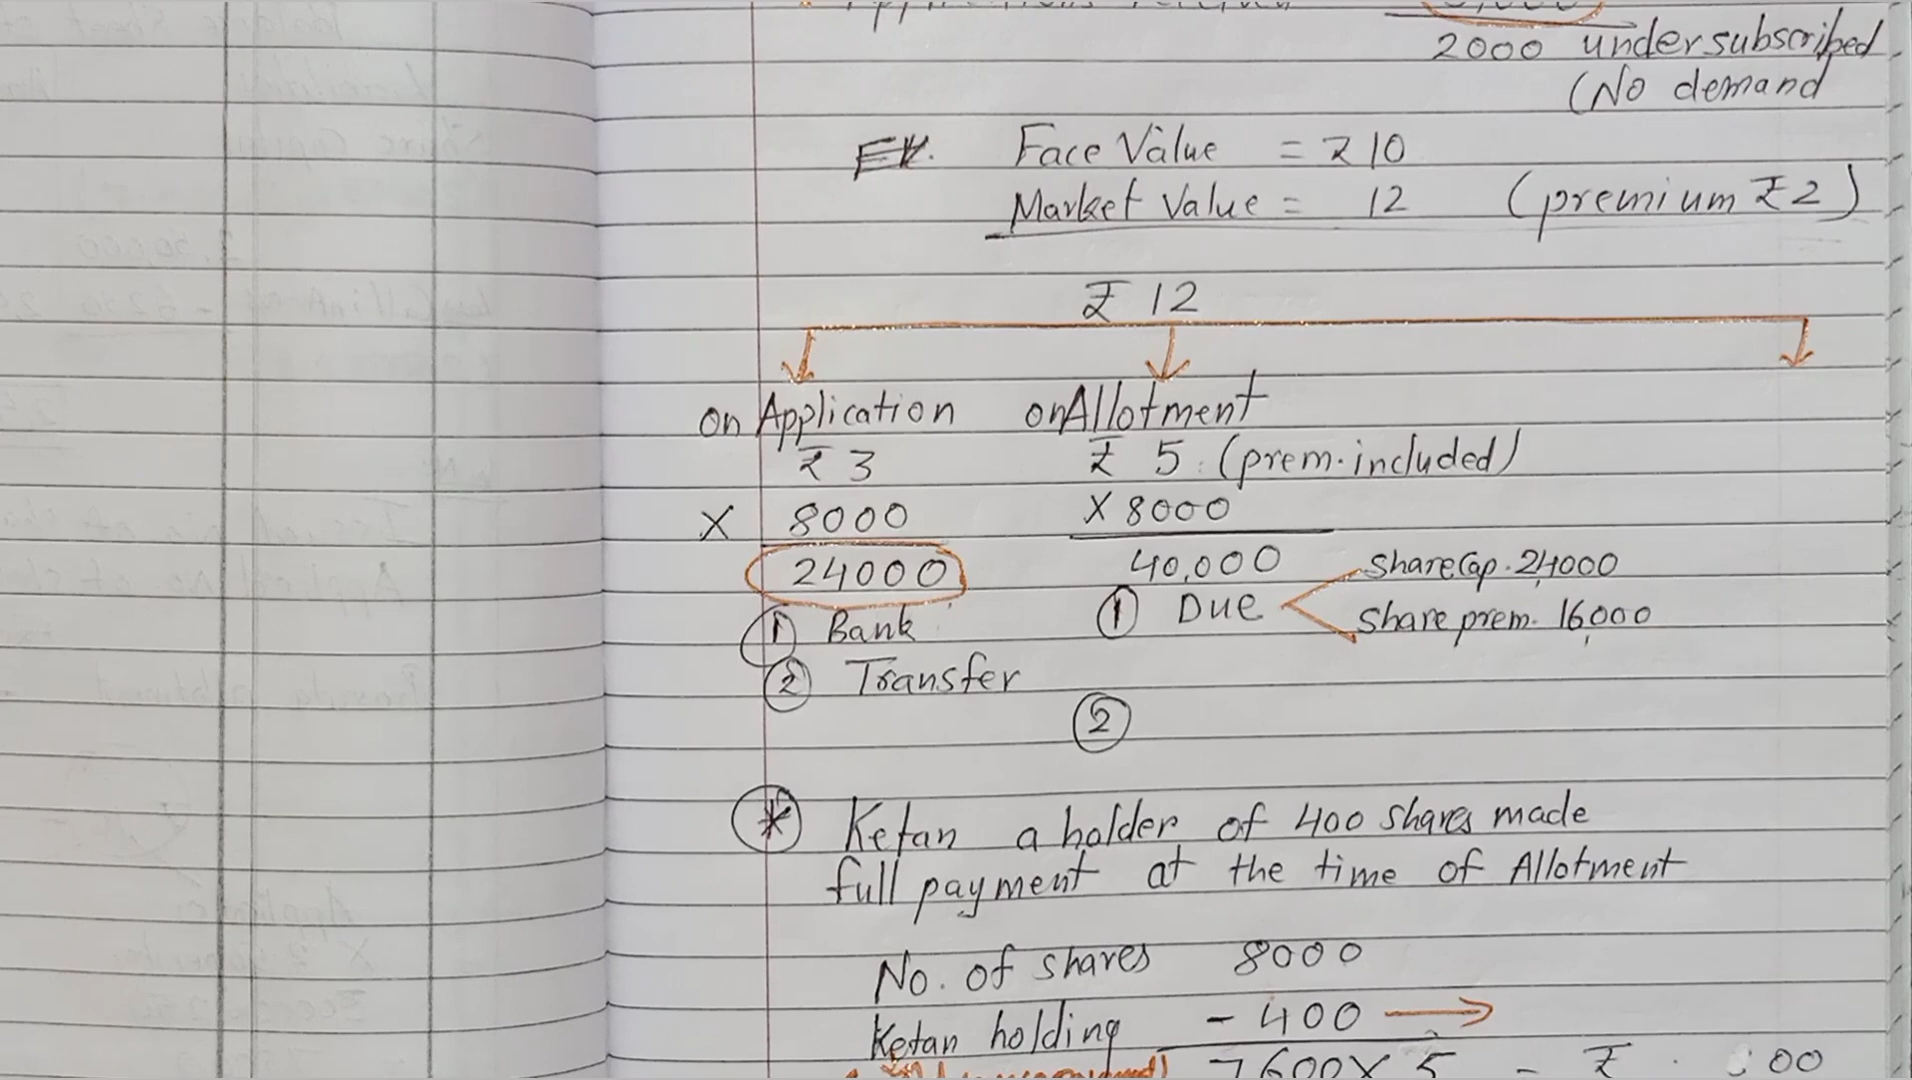 2000 undersubscribed
(No demand
Ex. Face Value = ₹ 10
Market Value = 12 (premium ₹ 2)
₹ 12
on Application onAllotment
₹ 3 ₹ 5 (prem. included)
X 8000 X 8000
24000 40,000 Share Cap. 24000
① Bank ① Due Share prem. 16,000
② Transfer
②
* Ketan a holder of 400 shares made
full payment at the time of Allotment
No. of shares 8000
Ketan holding - 400
7600 X 5 = ₹